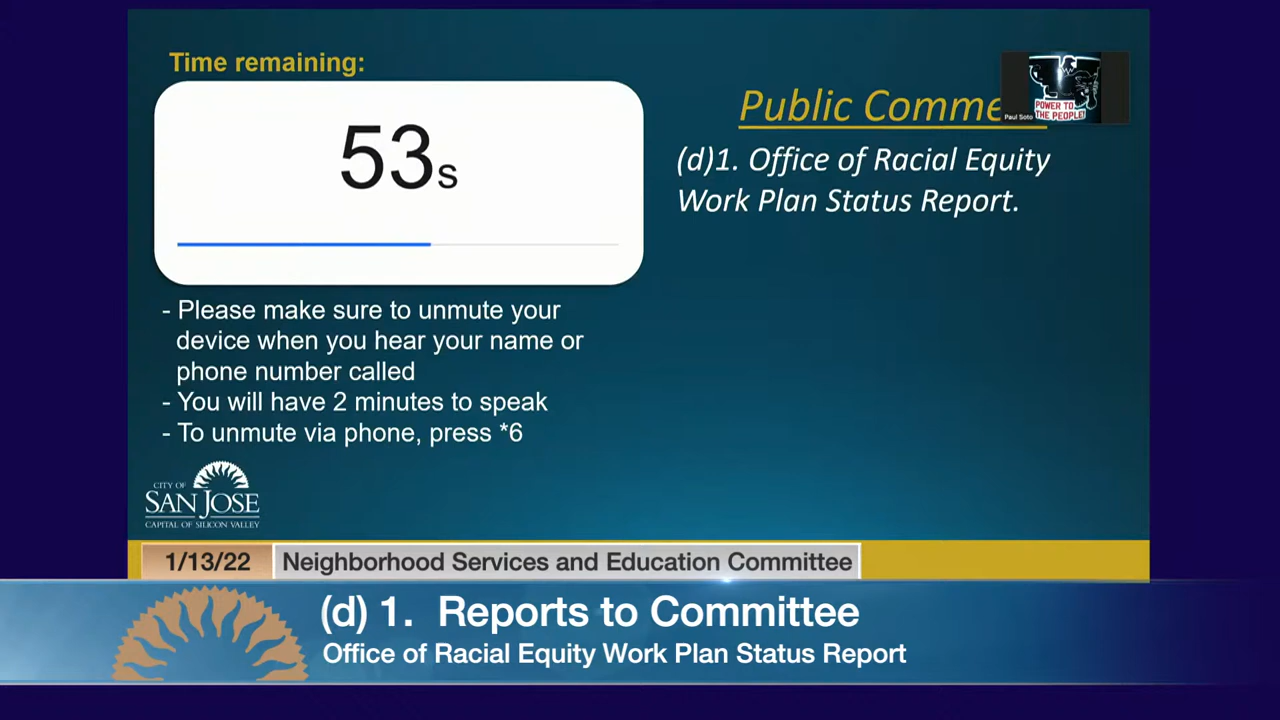 Time remaining:
53s
Public Comme
Paul Soto
POWER TO
THE PEOPLE!
(d)1. Office of Racial Equity
Work Plan Status Report.
- Please make sure to unmute your
device when you hear your name or
phone number called
- You will have 2 minutes to speak
- To unmute via phone, press *6
CITY OF
SAN JOSE
CAPITAL OF SILICON VALLEY
1/13/22
Neighborhood Services and Education Committee
(d) 1. Reports to Committee
Office of Racial Equity Work Plan Status Report